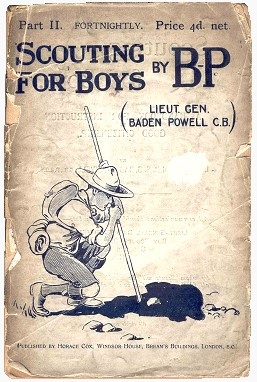 Part II. FORTNIGHTLY. Price 4d. net.
SCOUTING
FOR BOYS BY B-P
(LIEUT. GEN.
BADEN POWELL C.B.)
PUBLISHED BY HORACE COX, WINDSOR HOUSE, BREAM'S BUILDINGS, LONDON, E.C.